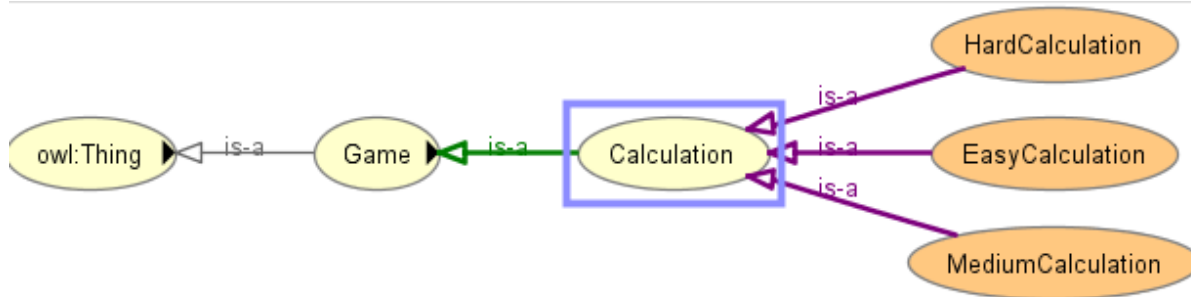 HardCalculation
is-a
owl:Thing
is-a
Game
is-a
Calculation
is-a
EasyCalculation
is-a
MediumCalculation